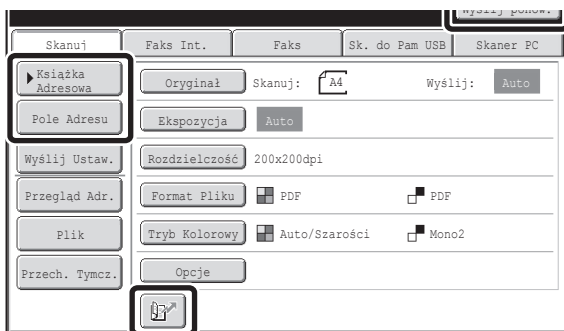 Wyślij ponów.
Skanuj
Faks Int.
Faks
Sk. do Pam USB
Skaner PC
Książka
Adresowa
Oryginał
Skanuj:
A4
Wyślij:
Auto
Pole Adresu
Ekspozycja
Auto
Wyślij Ustaw.
Rozdzielczość
200x200dpi
Przegląd Adr.
Format Pliku
PDF
PDF
Plik
Tryb Kolorowy
Auto/Szarości
Mono2
Przech. Tymcz.
Opcje